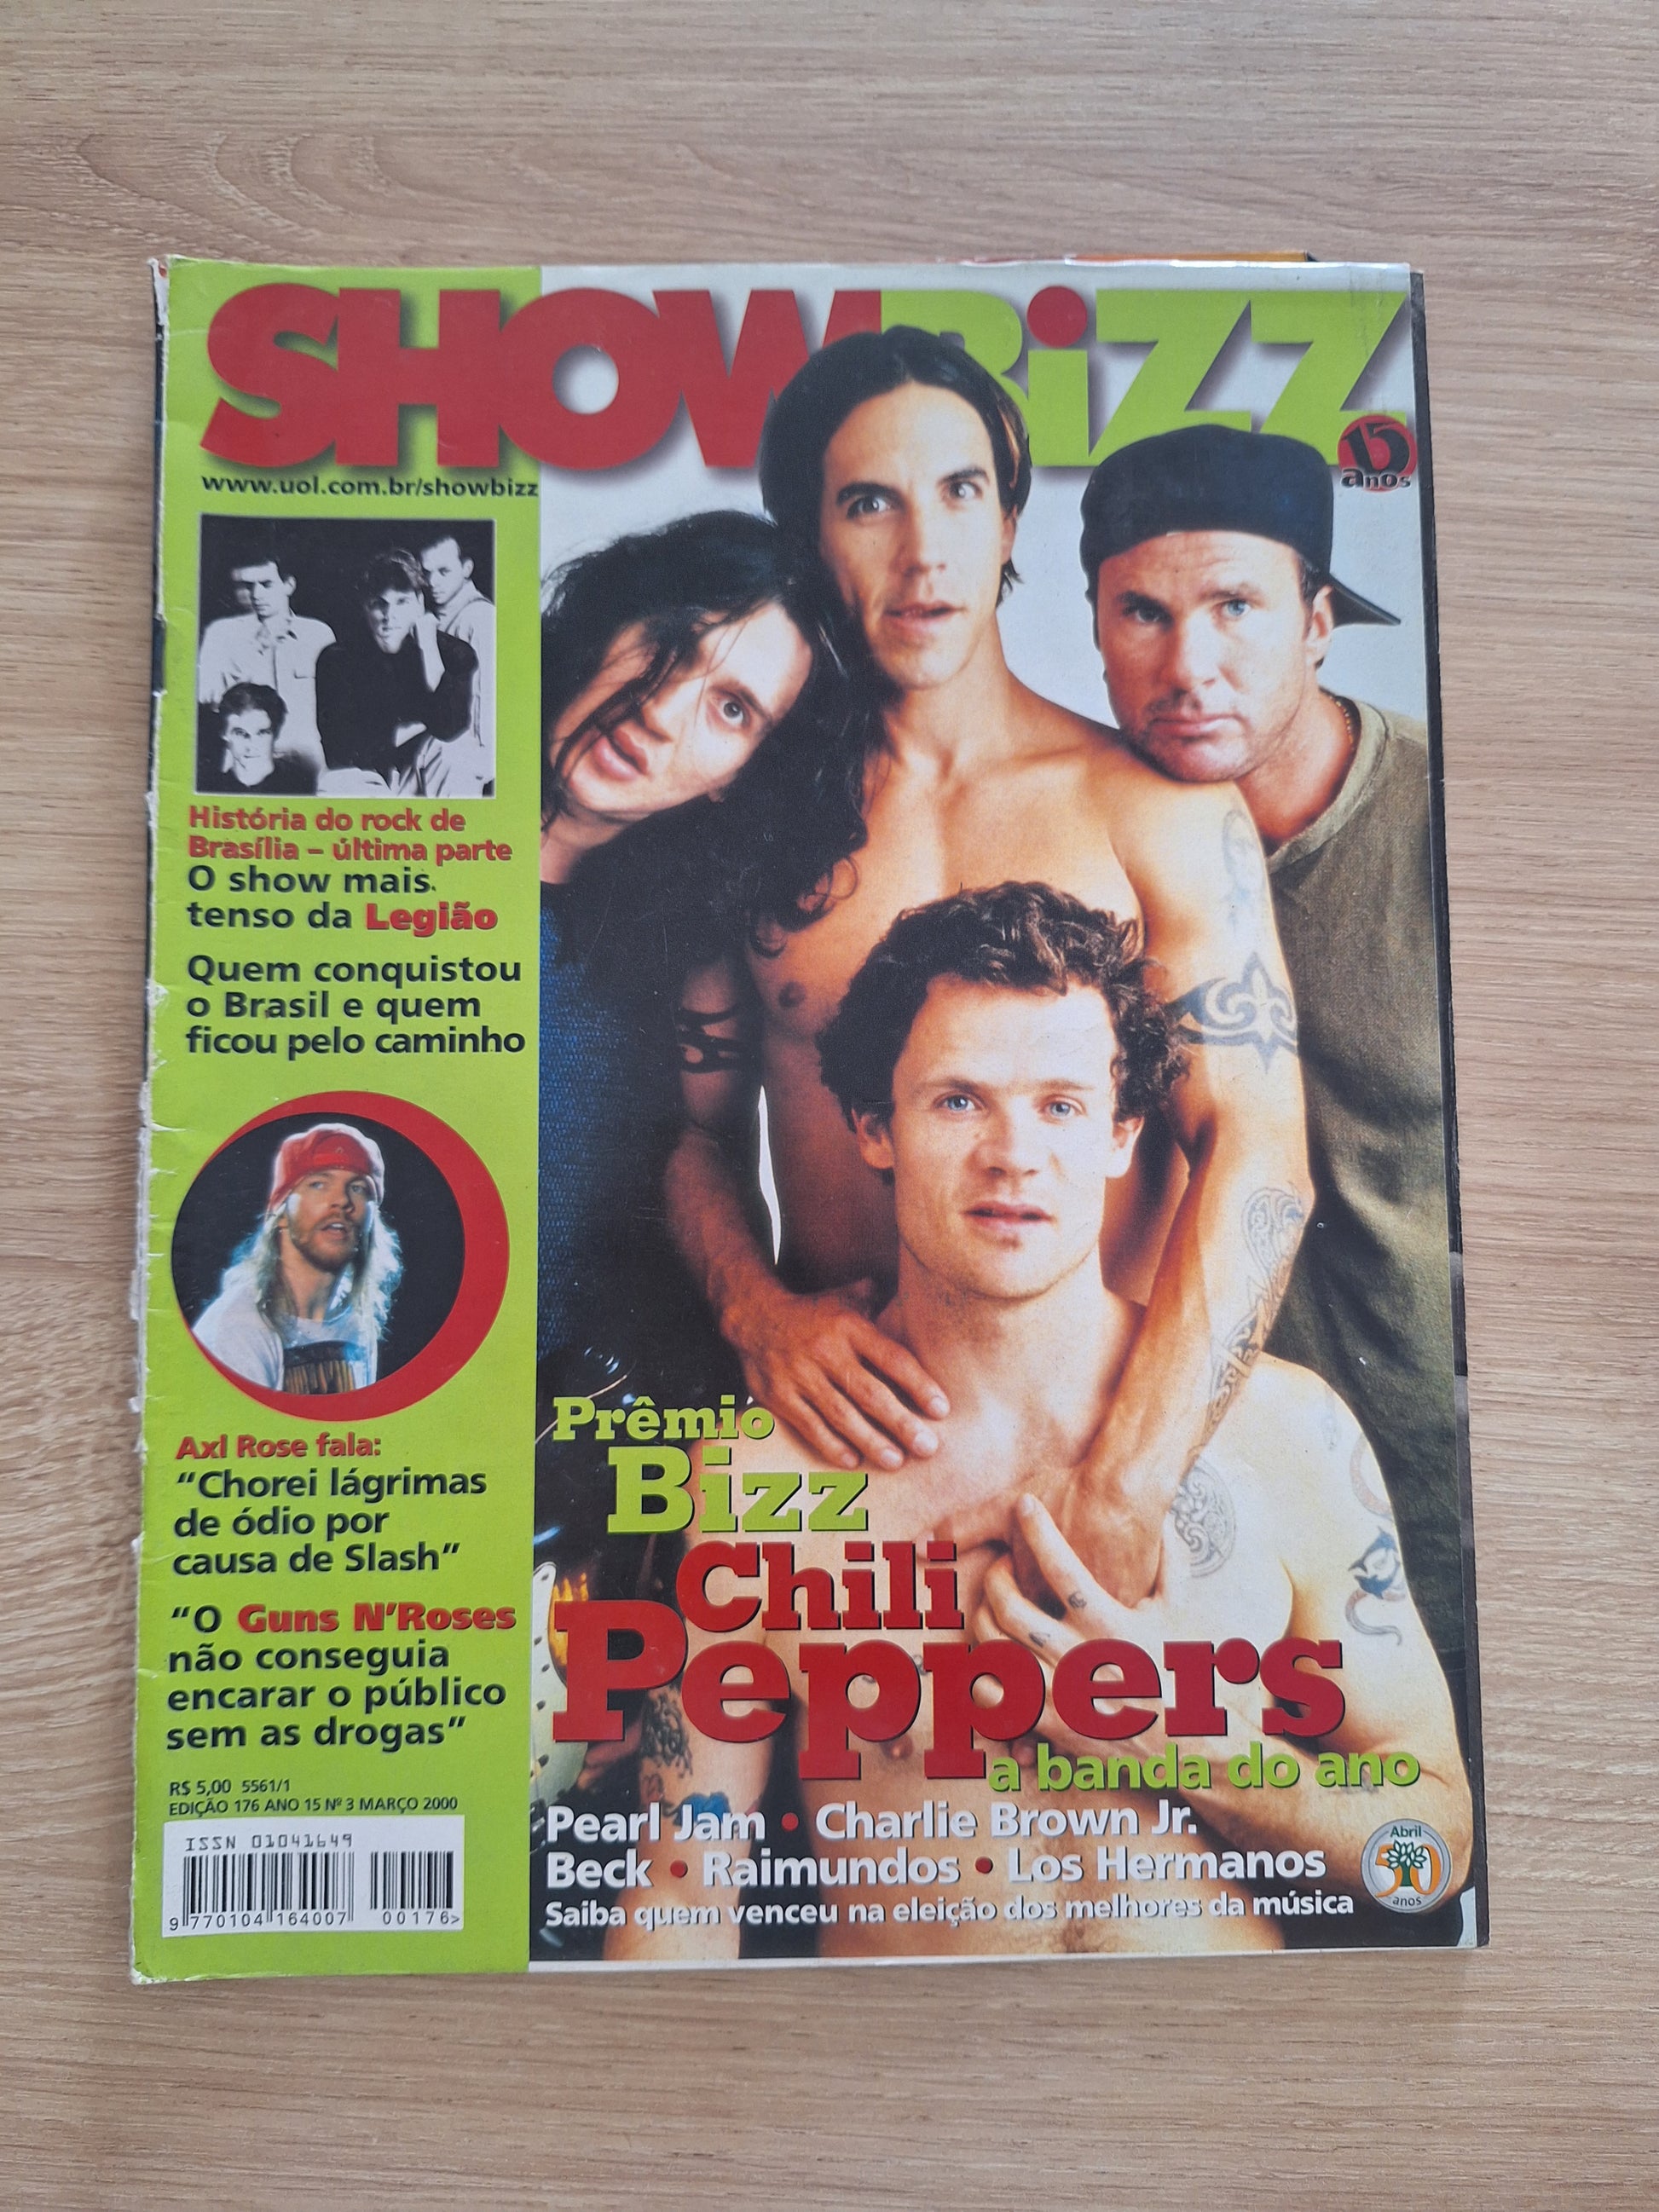 SHOWBiZZ
15
anos
www.uol.com.br/showbizz
História do rock de
Brasília – última parte
O show mais
tenso da Legião
Quem conquistou
o Brasil e quem
ficou pelo caminho
Axl Rose fala:
“Chorei lágrimas
de ódio por
causa de Slash”
“O Guns N'Roses
não conseguia
encarar o público
sem as drogas”
R$ 5,00 5561/1
EDIÇÃO 176 ANO 15 Nº 3 MARÇO 2000
ISSN 01041649
9 770104 164007 00176>
Prêmio
Bizz
Chili
Peppers
a banda do ano
Pearl Jam • Charlie Brown Jr.
Beck • Raimundos • Los Hermanos
Saiba quem venceu na eleição dos melhores da música
Abril
50
anos